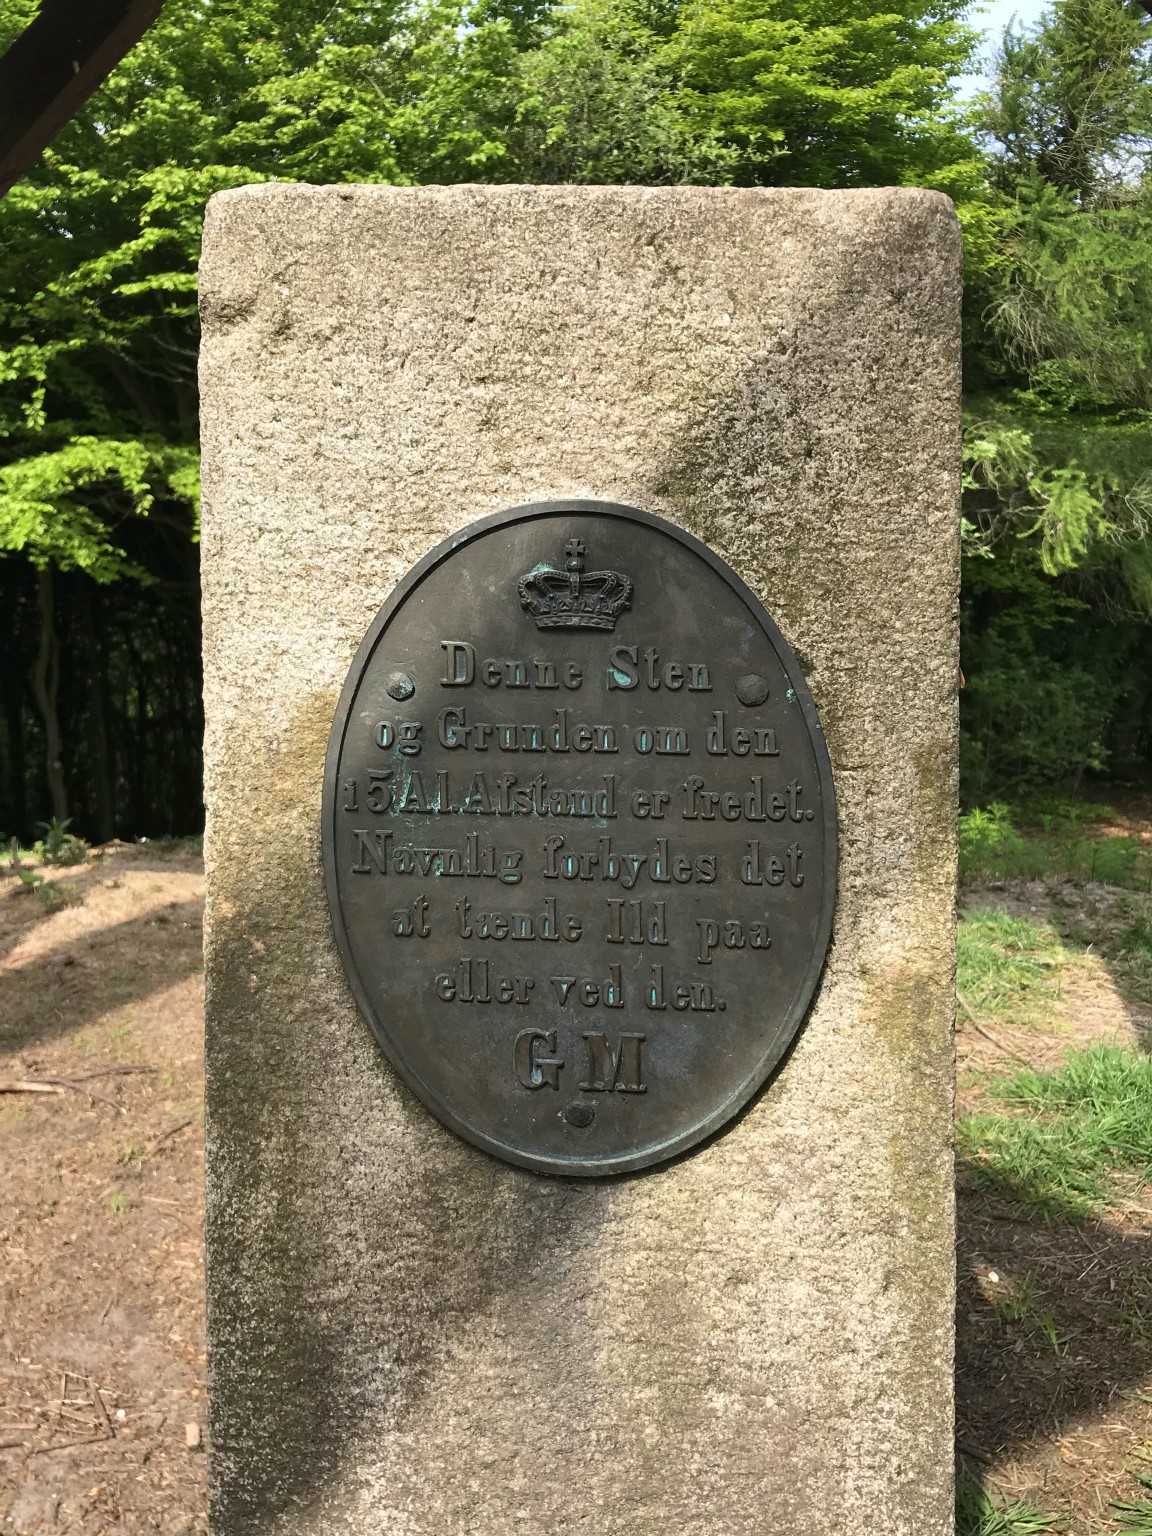 Denne Sten
og Grunden om den
15 Al. Afstand er fredet.
Navnlig forbydes det
at tænde Ild paa
eller ved den.
GM